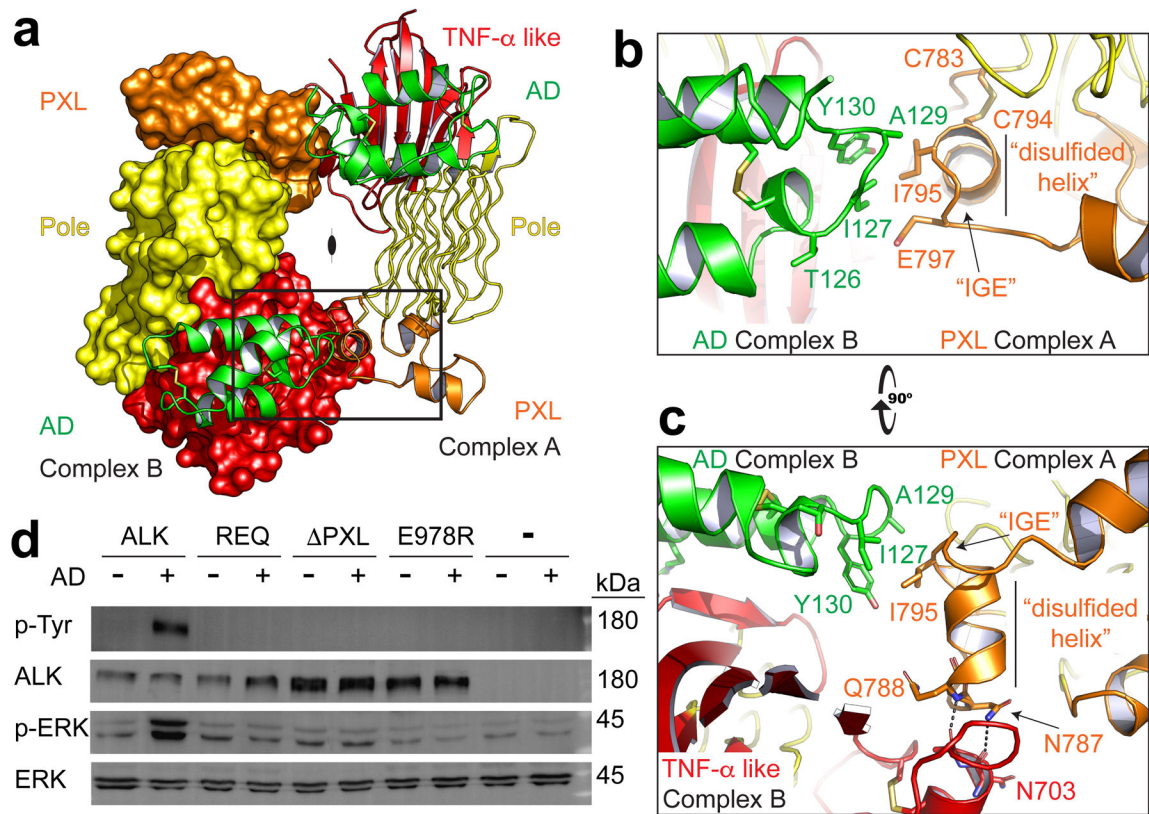 a
TNF-α like
AD
PXL
Pole
Pole
AD
Complex B
PXL
Complex A
b
C783
Y130
A129
C794
"disulfided
helix"
I795
I127
E797
T126
"IGE"
AD Complex B
PXL Complex A
90°
c
AD Complex B
PXL Complex A
A129
"IGE"
I127
I795
Y130
"disulfided
helix"
Q788
N787
TNF-α like
Complex B
N703
d
ALK REQ ΔPXL E978R -
AD - + - + - + - + - + kDa
p-Tyr 180
ALK 180
p-ERK 45
ERK 45